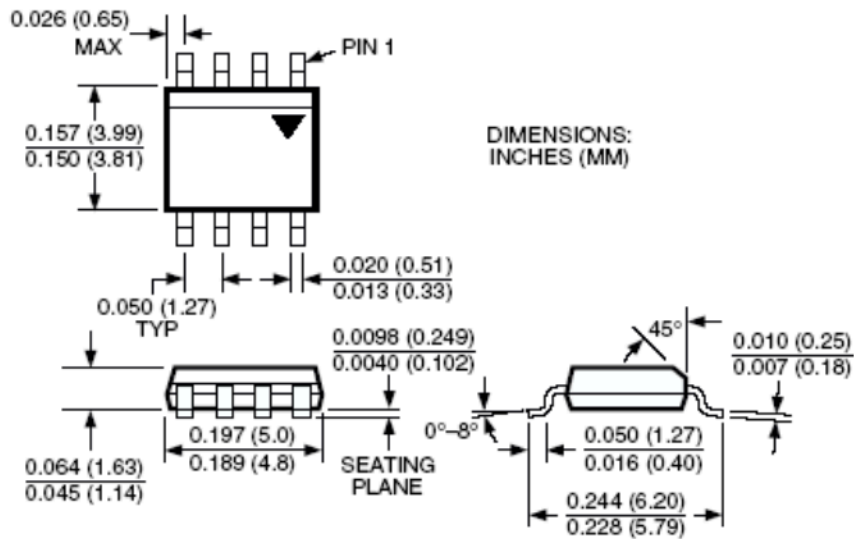 0.026 (0.65)
MAX
PIN 1
0.157 (3.99)
0.150 (3.81)
DIMENSIONS:
INCHES (MM)
0.020 (0.51)
0.013 (0.33)
0.050 (1.27)
TYP
0.0098 (0.249)
0.0040 (0.102)
45°
0.010 (0.25)
0.007 (0.18)
0.064 (1.63)
0.045 (1.14)
0.197 (5.0)
0.189 (4.8)
SEATING
PLANE
0°–8°
0.050 (1.27)
0.016 (0.40)
0.244 (6.20)
0.228 (5.79)